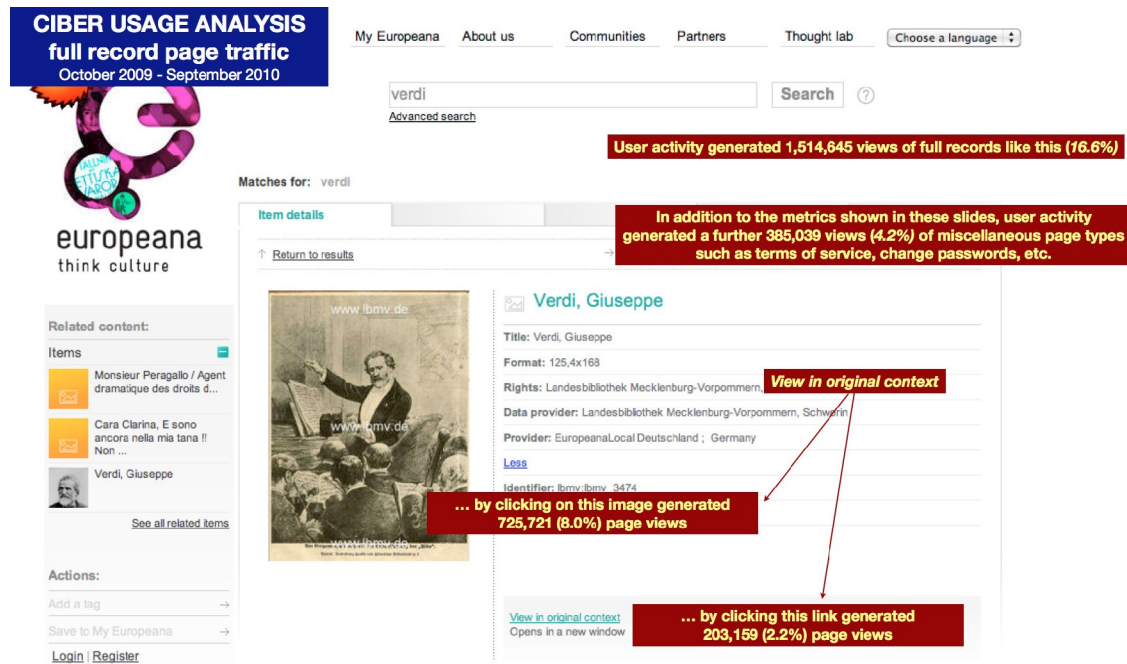 CIBER USAGE ANALYSIS
full record page traffic
October 2009 - September 2010
My Europeana
About us
Communities
Partners
Thought lab
Choose a language
verdi
Search
?
Advanced search
User activity generated 1,514,645 views of full records like this (16.6%)
Matches for: verdi
Item details
In addition to the metrics shown in these slides, user activity
generated a further 385,039 views (4.2%) of miscellaneous page types
such as terms of service, change passwords, etc.
europeana
think culture
Return to results
www.lbmv.de
Verdi, Giuseppe
Title: Verdi, Giuseppe
Format: 125,4x168
Rights: Landesbibliothek Mecklenburg-Vorpommern,
View in original context
Data provider: Landesbibliothek Mecklenburg-Vorpommern, Schwerin
Provider: EuropeanaLocal Deutschland ; Germany
Less
Identifier: lbmv:lbmv_3474
www.lbmv.de
… by clicking on this image generated
725,721 (8.0%) page views
www.lbmv.de
View in original context
Opens in a new window
… by clicking this link generated
203,159 (2.2%) page views
Related content:
Items
Monsieur Peragallo / Agent
dramatique des droits d...
Cara Clarina, E sono
ancora nella mia tana !!
Non ...
Verdi, Giuseppe
See all related items
Actions:
Add a tag
Save to My Europeana
Login | Register